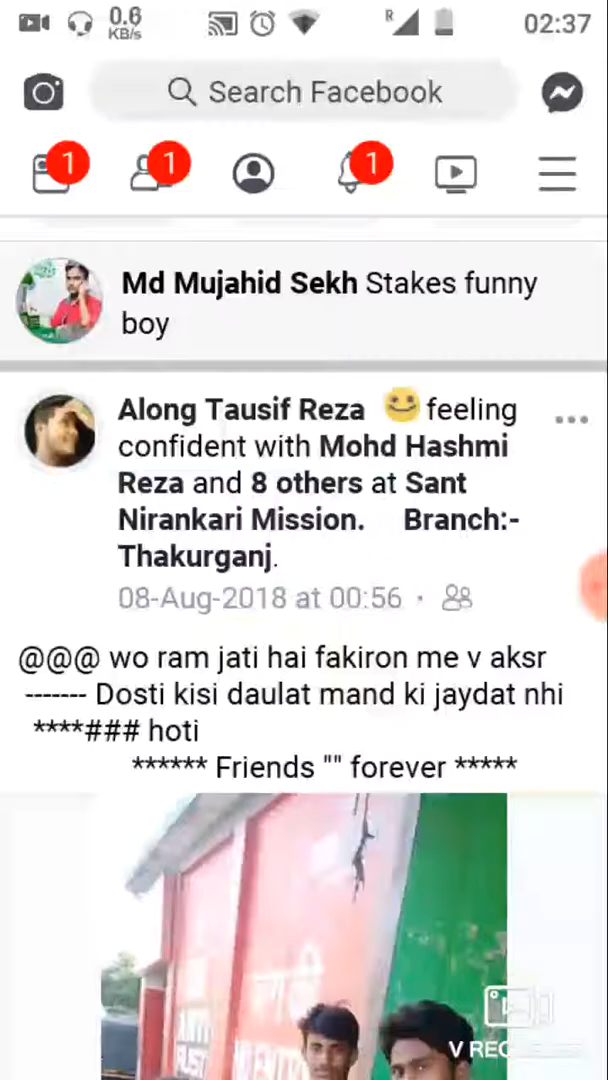 0.6
KB/s
R
02:37
Search Facebook
1
1
1
Md Mujahid Sekh Stakes funny
boy
Along Tausif Reza 😃 feeling
confident with Mohd Hashmi
Reza and 8 others at Sant
Nirankari Mission. Branch:-
Thakurganj.
08-Aug-2018 at 00:56 ·
@@@ wo ram jati hai fakiron me v aksr
------- Dosti kisi daulat mand ki jaydat nhi
****### hoti
****** Friends "" forever *****
ANTI
RUST
V REC